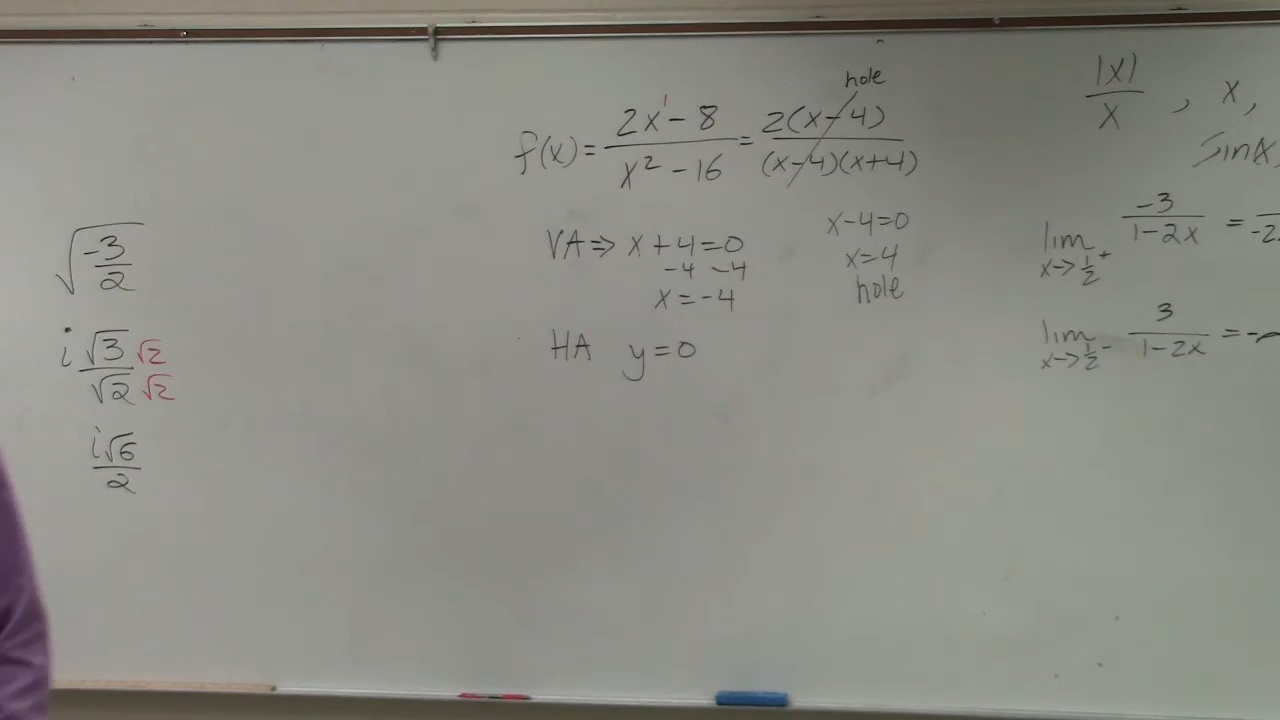 √(-3/2)
i √3/√2 √2/√2
i√6/2
hole
f(x) = (2x¹ - 8)/(x² - 16) = 2(x-4)/((x-4)(x+4))
VA ⇒ x + 4 = 0
-4 -4
x = -4
HA y = 0
x-4=0
x=4
hole
|x|/x , x,
sin
lim x→½⁺ -3/(1-2x) =
lim x→½⁻ 3/(1-2x) =